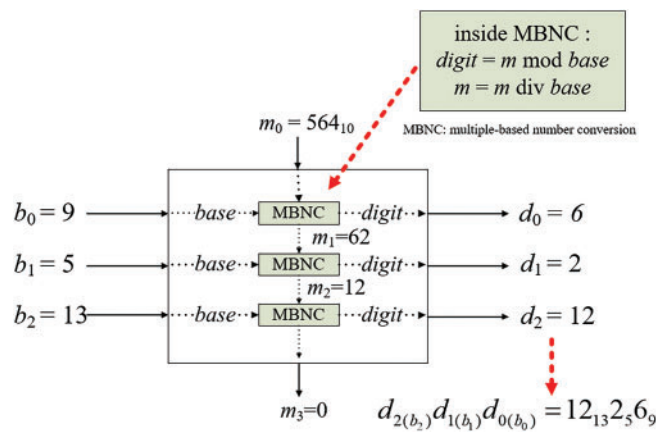 inside MBNC :
digit = m mod base
m = m div base
MBNC: multiple-based number conversion
m₀ = 564₁₀
b₀ = 9 base MBNC digit d₀ = 6
m₁=62
b₁ = 5 base MBNC digit d₁ = 2
m₂=12
b₂ = 13 base MBNC digit d₂ = 12
m₃=0
d₂₍b₂₎d₁₍b₁₎d₀₍b₀₎ = 12₁₃2₅6₉